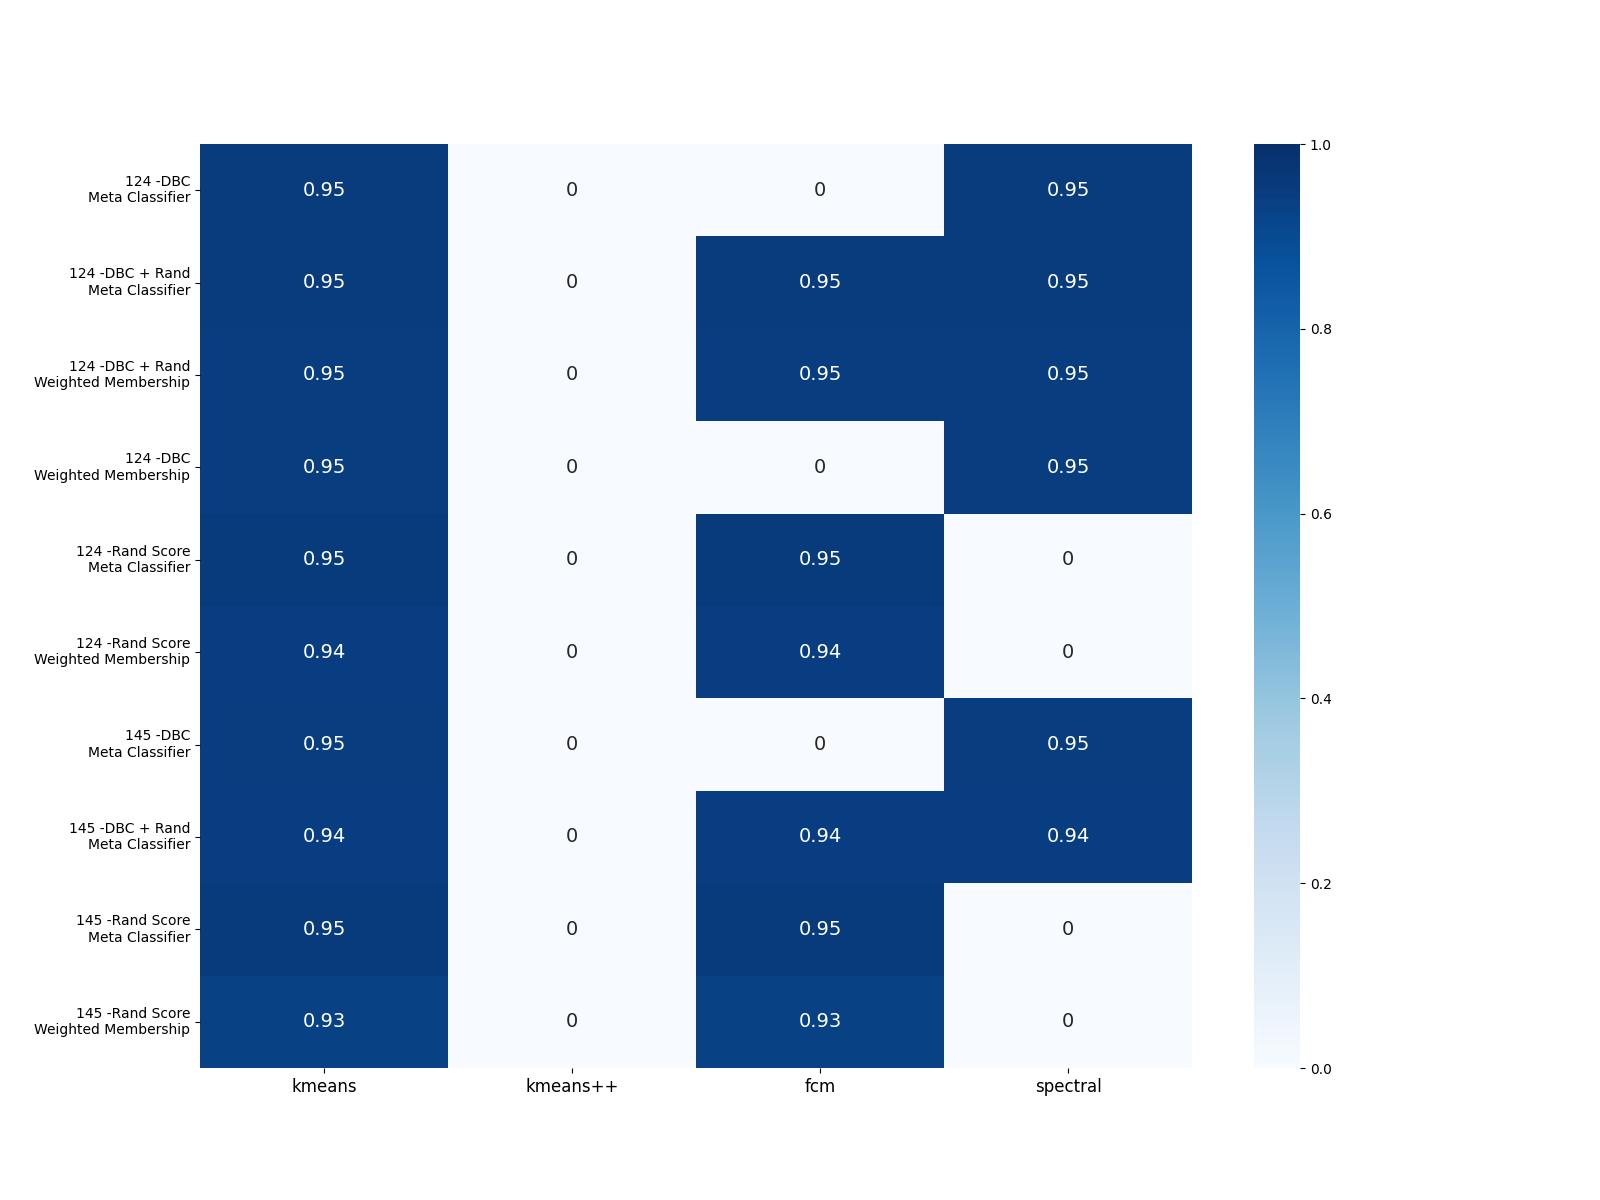 124 -DBC
Meta Classifier
0.95 0 0 0.95
124 -DBC + Rand
Meta Classifier
0.95 0 0.95 0.95
124 -DBC + Rand
Weighted Membership
0.95 0 0.95 0.95
124 -DBC
Weighted Membership
0.95 0 0 0.95
124 -Rand Score
Meta Classifier
0.95 0 0.95 0
124 -Rand Score
Weighted Membership
0.94 0 0.94 0
145 -DBC
Meta Classifier
0.95 0 0 0.95
145 -DBC + Rand
Meta Classifier
0.94 0 0.94 0.94
145 -Rand Score
Meta Classifier
0.95 0 0.95 0
145 -Rand Score
Weighted Membership
0.93 0 0.93 0
kmeans kmeans++ fcm spectral
1.0
0.8
0.6
0.4
0.2
0.0